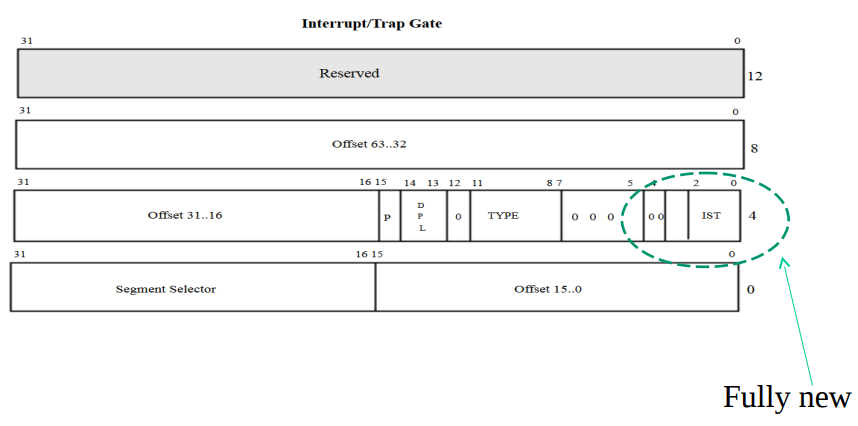 Interrupt/Trap Gate
31 0
Reserved 12
31 0
Offset 63..32 8
31 16 15 14 13 12 11 8 7 5 4 2 0
Offset 31..16 P D P L 0 TYPE 0 0 0 0 0 IST 4
31 16 15 0
Segment Selector Offset 15..0 0
Fully new